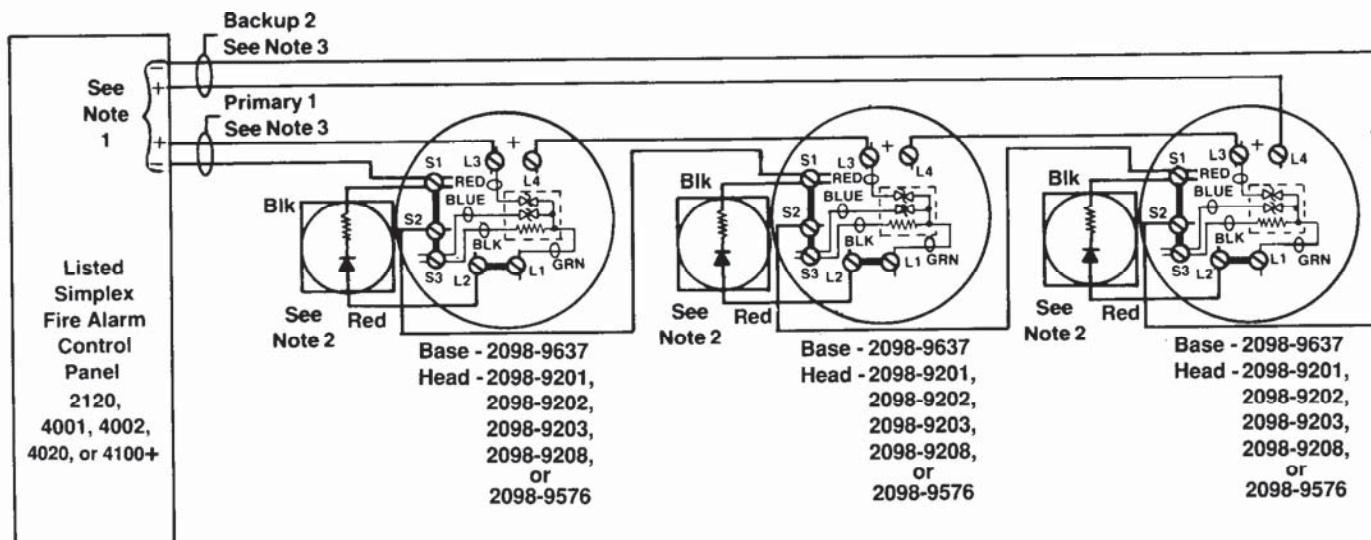 Backup 2
See Note 3
−
+
See
Note
1
Primary 1
See Note 3
+
−
Listed
Simplex
Fire Alarm
Control
Panel
2120,
4001, 4002,
4020, or 4100+
S1
L3
+
L4
RED
BLUE
Blk
S2
BLK
S3
L2
L1
GRN
See
Note 2
Red
Base - 2098-9637
Head - 2098-9201,
2098-9202,
2098-9203,
2098-9208,
or
2098-9576
S1
L3
+
L4
RED
BLUE
Blk
S2
BLK
S3
L2
L1
GRN
See
Note 2
Red
Base - 2098-9637
Head - 2098-9201,
2098-9202,
2098-9203,
2098-9208,
or
2098-9576
S1
L3
+
L4
RED
BLUE
Blk
S2
BLK
S3
L2
L1
GRN
See
Note 2
Red
Base - 2098-9637
Head - 2098-9201,
2098-9202,
2098-9203,
2098-9208,
or
2098-9576